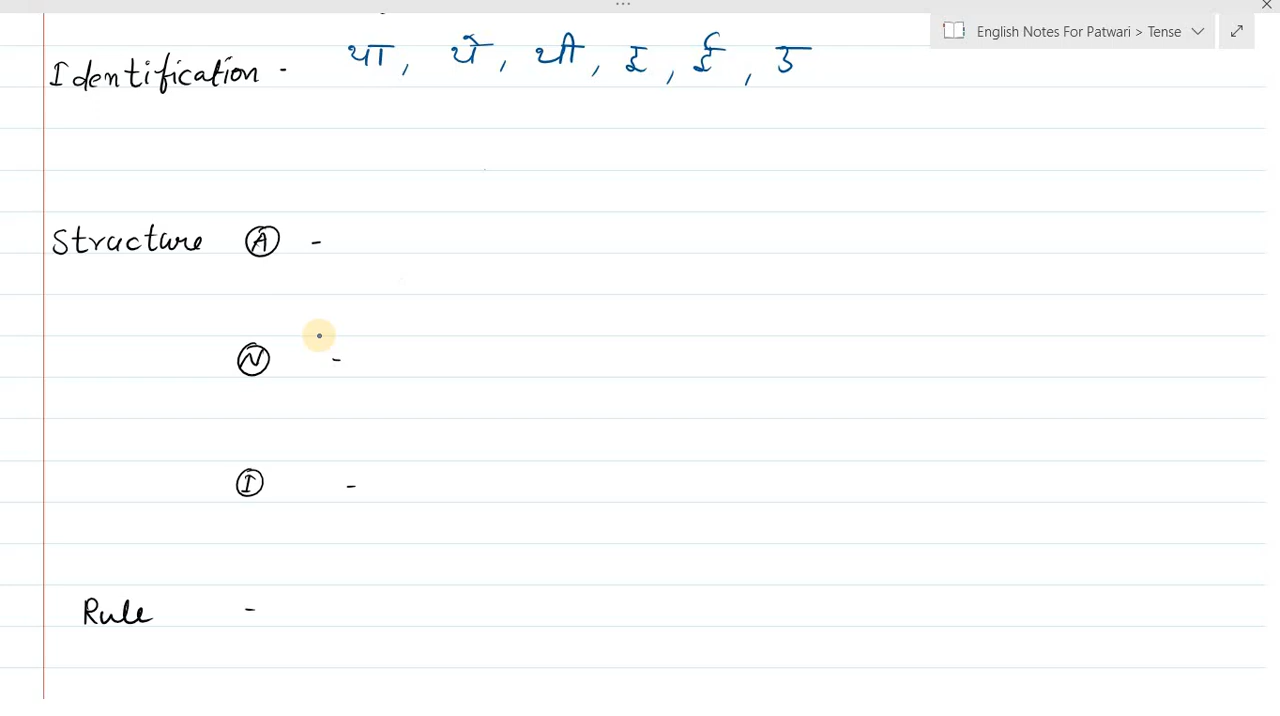 English Notes For Patwari > Tense
Identification - था, थे, थी, इ, ई, उ
Structure Ⓐ -
Ⓝ -
Ⓘ -
Rule -